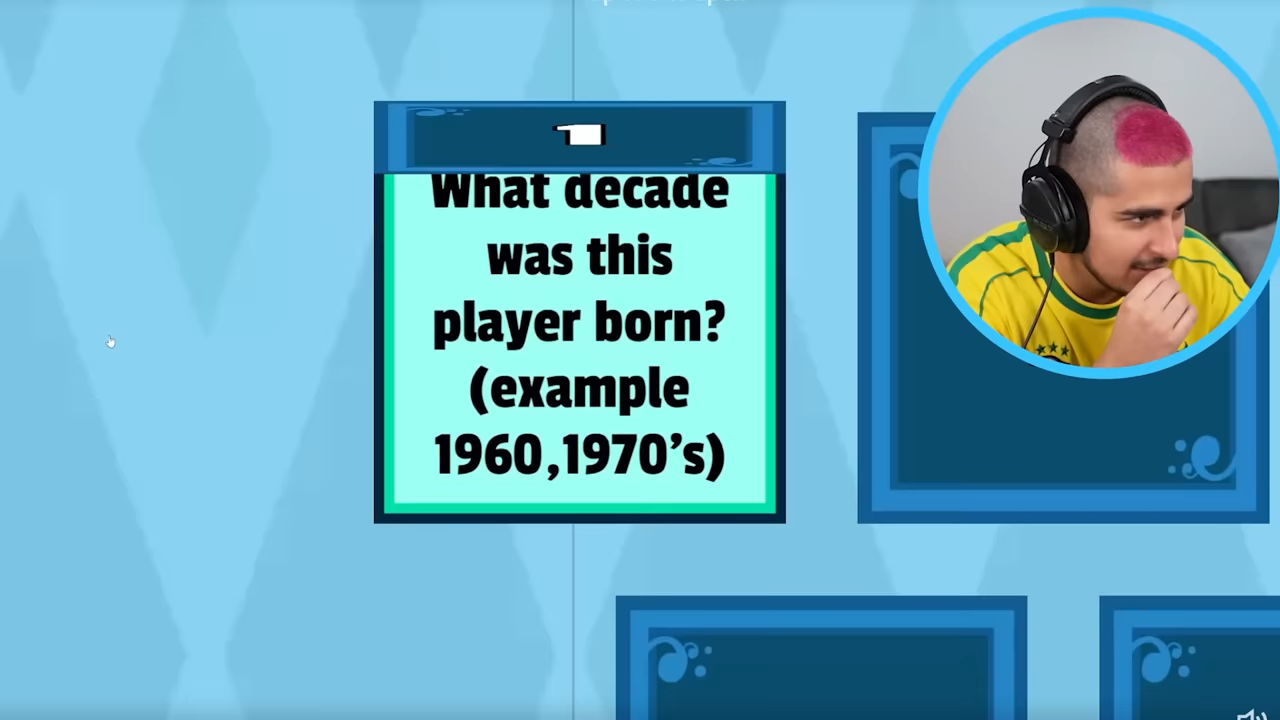 What decade
was this
player born?
(example
1960,1970's)